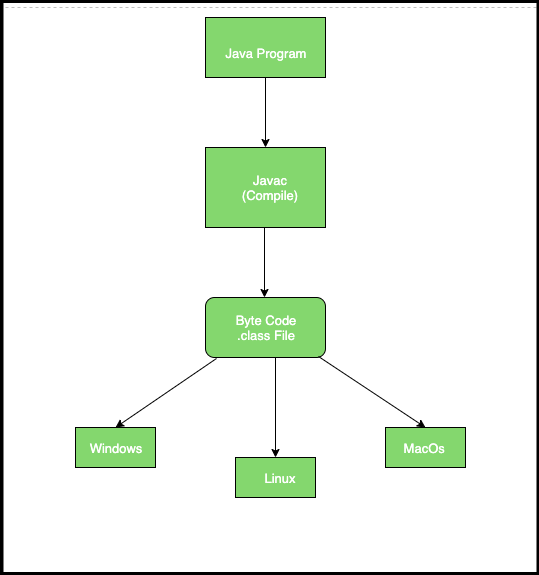 Java Program
Javac
(Compile)
Byte Code
.class File
Windows
Linux
MacOs